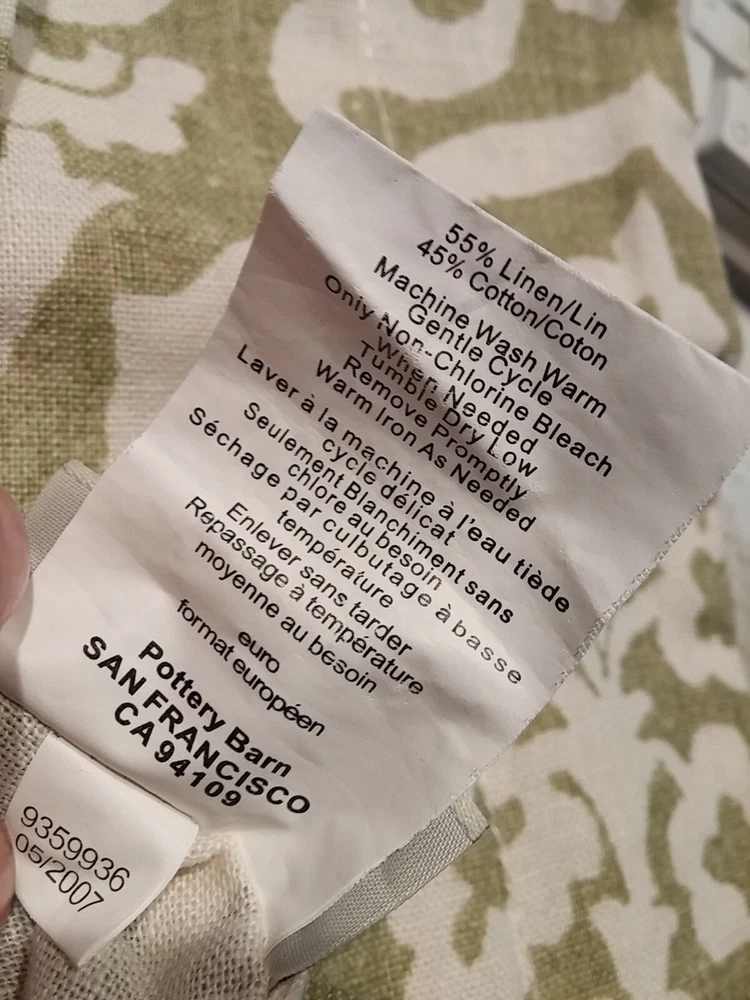 55% Linen/Lin
45% Cotton/Coton
Machine Wash Warm
Gentle Cycle
Only Non-Chlorine Bleach
When Needed
Tumble Dry Low
Remove Promptly
Warm Iron As Needed
Laver à la machine à l'eau tiède
cycle délicat
Seulement Blanchiment sans
chlore au besoin
Séchage par culbutage à basse
température
Enlever sans tarder
Repassage à température
moyenne au besoin
euro
format européen
Pottery Barn
SAN FRANCISCO
CA 94109
9359936
05/2007